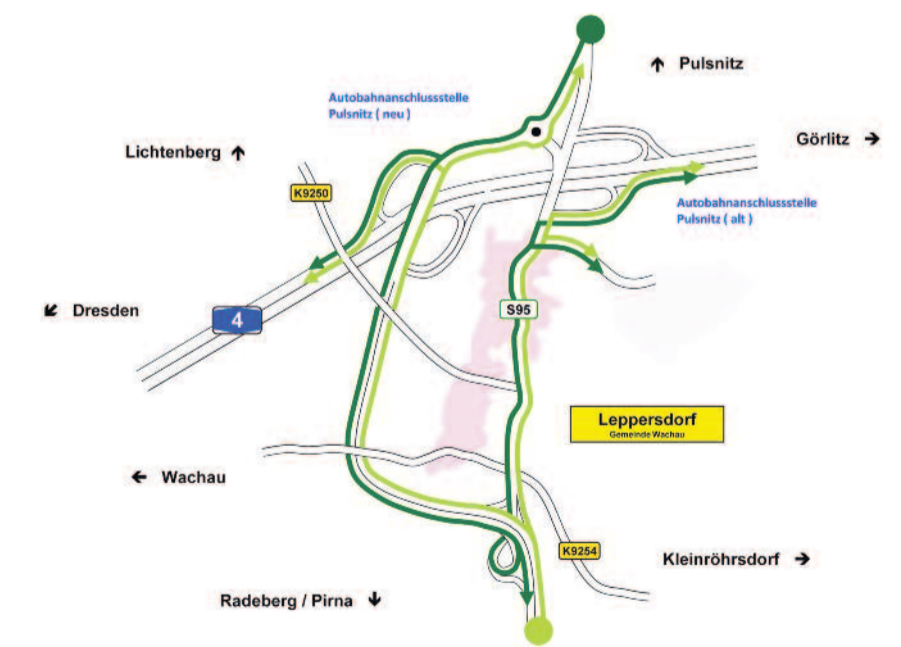 ↑ Pulsnitz
Autobahnanschlussstelle
Pulsnitz ( neu )
Görlitz →
Lichtenberg ↑
K9250
Autobahnanschlussstelle
Pulsnitz ( alt )
↙ Dresden
4
S95
Leppersdorf
Gemeinde Wachau
← Wachau
K9254
Kleinröhrsdorf →
Radeberg / Pirna ↓